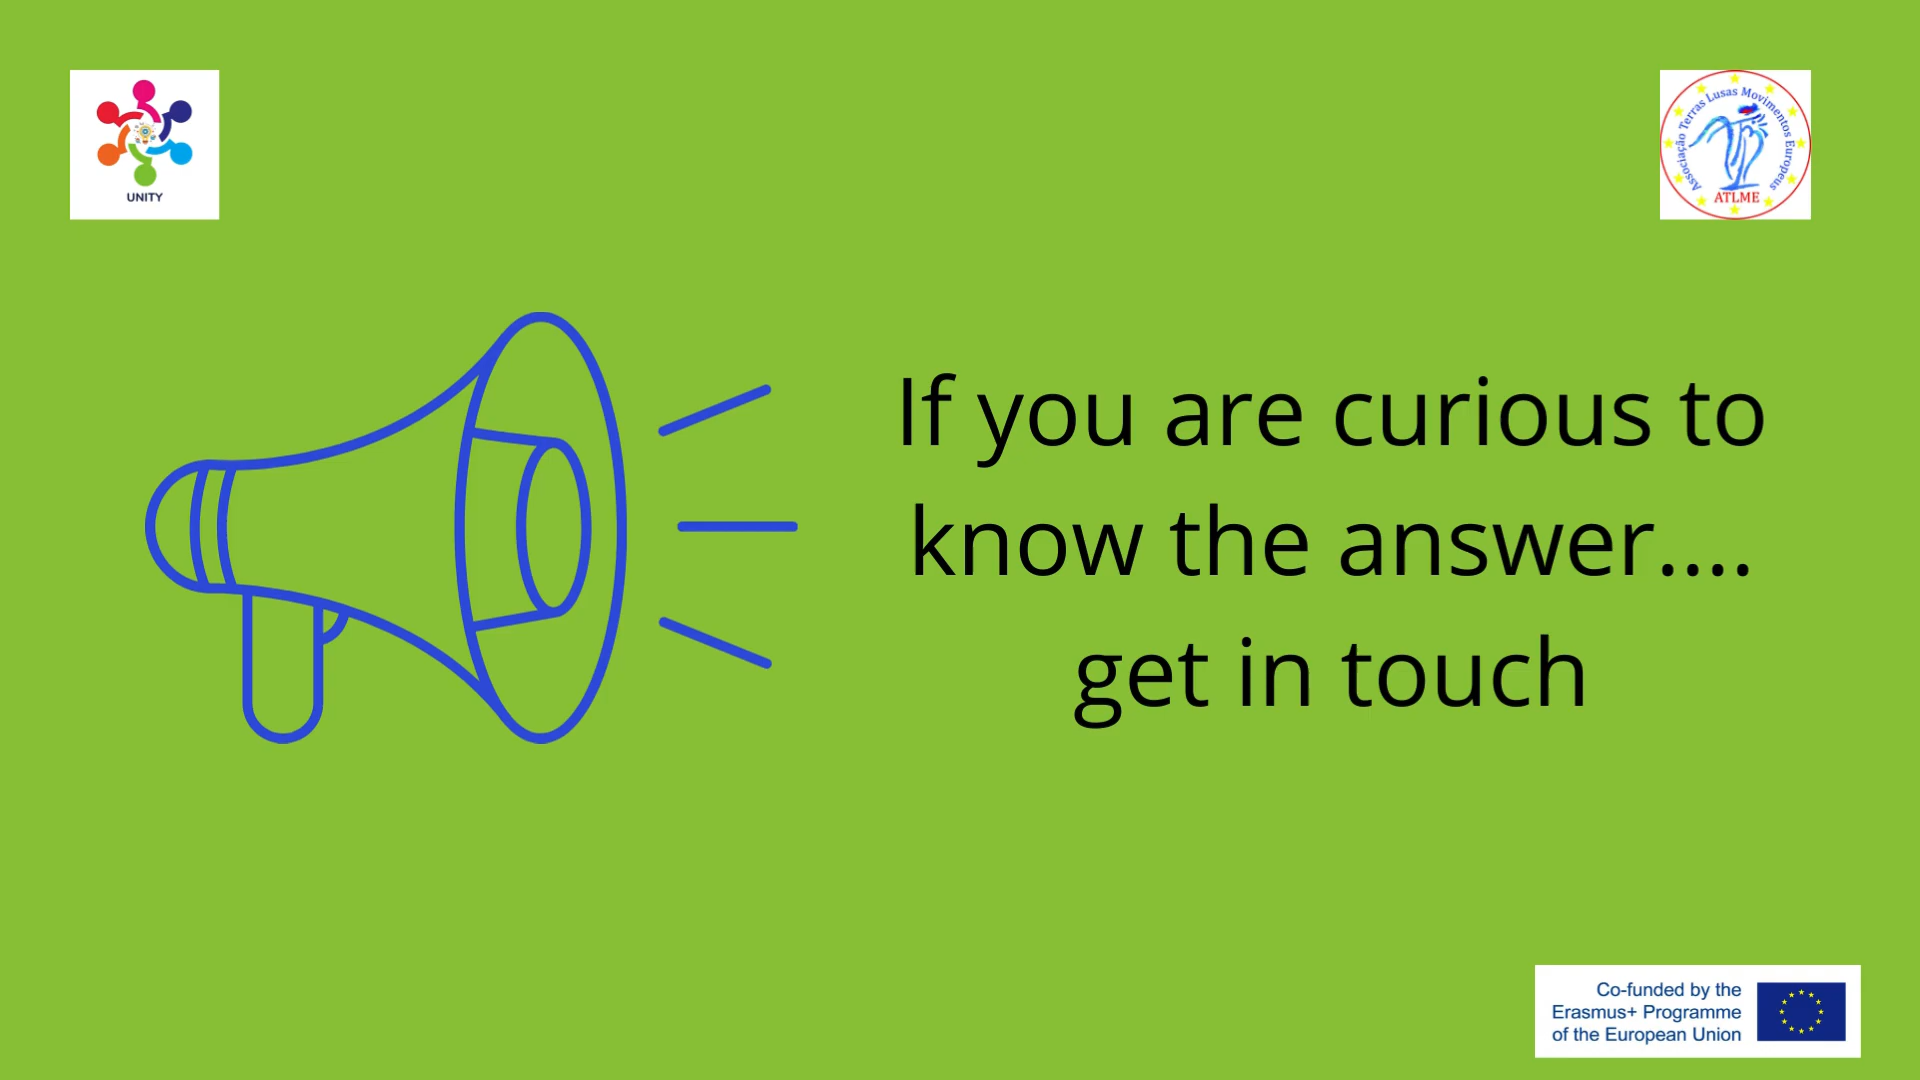 UNITY
Associação Terras Lusas Movimentos Europeus
ATLME
If you are curious to
know the answer....
get in touch
Co-funded by the
Erasmus+ Programme
of the European Union